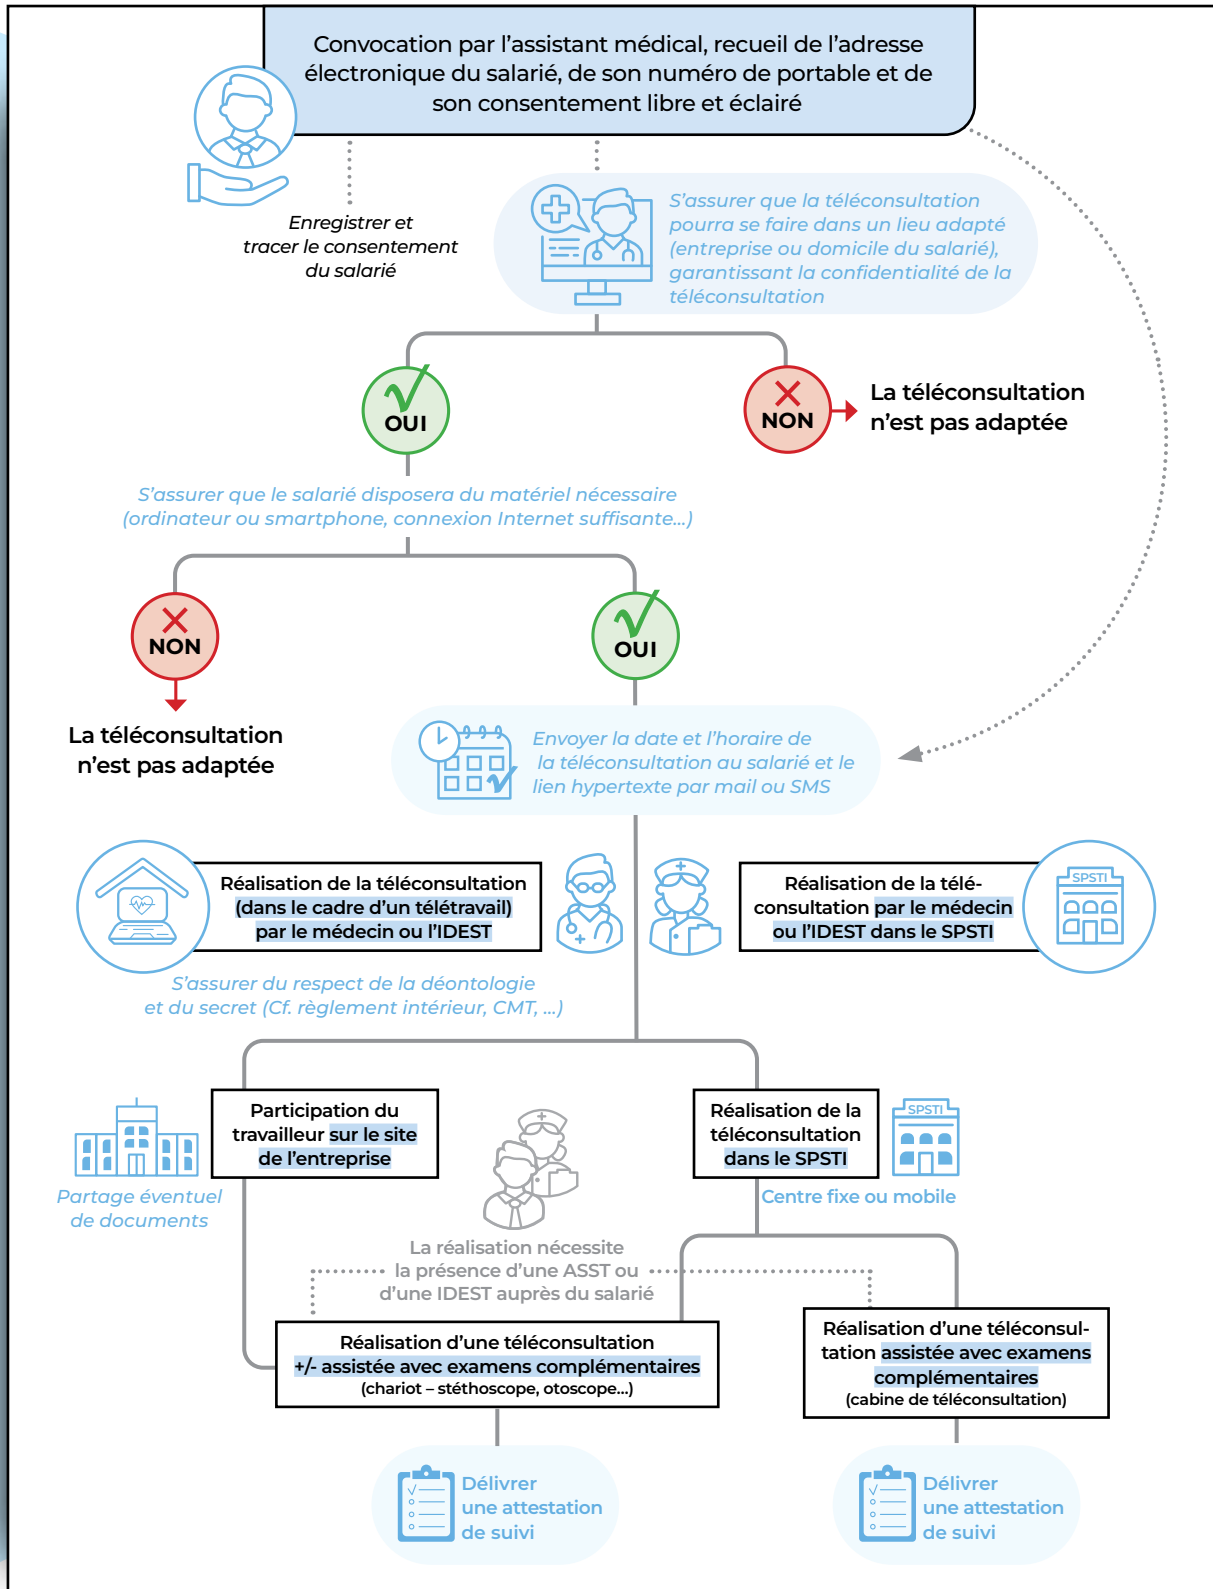 Convocation par l’assistant médical, recueil de l’adresse
électronique du salarié, de son numéro de portable et de
son consentement libre et éclairé
Enregistrer et
tracer le consentement
du salarié
S’assurer que la téléconsultation
pourra se faire dans un lieu adapté
(entreprise ou domicile du salarié),
garantissant la confidentialité de la
téléconsultation
OUI
NON
La téléconsultation
n’est pas adaptée
S’assurer que le salarié disposera du matériel nécessaire
(ordinateur ou smartphone, connexion Internet suffisante...)
NON
OUI
La téléconsultation
n’est pas adaptée
Envoyer la date et l’horaire de
la téléconsultation au salarié et le
lien hypertexte par mail ou SMS
Réalisation de la téléconsultation
(dans le cadre d’un télétravail)
par le médecin ou l’IDEST
Réalisation de la télé-
consultation par le médecin
ou l’IDEST dans le SPSTI
SPSTI
S’assurer du respect de la déontologie
et du secret (Cf. règlement intérieur, CMT, ...)
Participation du
travailleur sur le site
de l’entreprise
Partage éventuel
de documents
Réalisation de la
téléconsultation
dans le SPSTI
SPSTI
Centre fixe ou mobile
La réalisation nécessite
la présence d’une ASST ou
d’une IDEST auprès du salarié
Réalisation d’une téléconsultation
+/- assistée avec examens complémentaires
(chariot – stéthoscope, otoscope...)
Réalisation d’une téléconsul-
tation assistée avec examens
complémentaires
(cabine de téléconsultation)
Délivrer
une attestation
de suivi
Délivrer
une attestation
de suivi